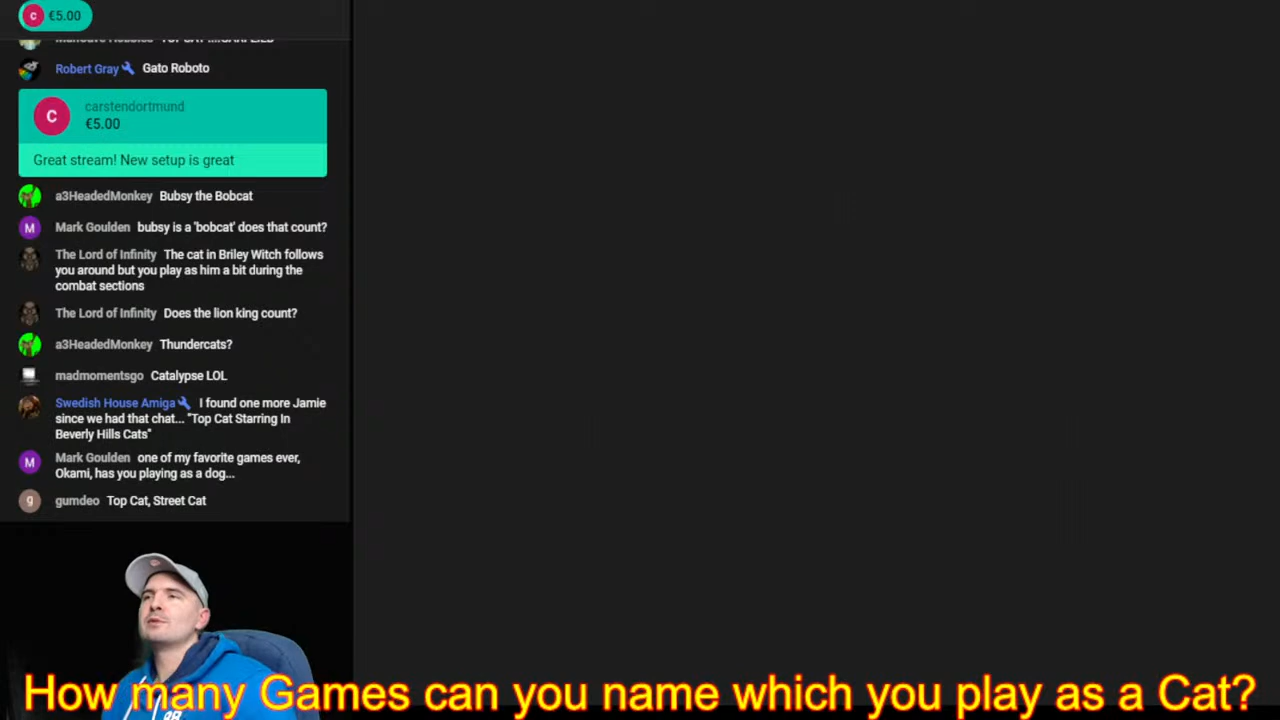 C €5.00
Robert Gray Gato Roboto
C
carstendortmund
€5.00
Great stream! New setup is great
a3HeadedMonkey Bubsy the Bobcat
M Mark Goulden bubsy is a 'bobcat' does that count?
The Lord of Infinity The cat in Briley Witch follows
you around but you play as him a bit during the
combat sections
The Lord of Infinity Does the lion king count?
a3HeadedMonkey Thundercats?
madmomentsgo Catalypse LOL
Swedish House Amiga I found one more Jamie
since we had that chat... "Top Cat Starring In
Beverly Hills Cats"
M Mark Goulden one of my favorite games ever,
Okami, has you playing as a dog...
g gumdeo Top Cat, Street Cat
How many Games can you name which you play as a Cat?